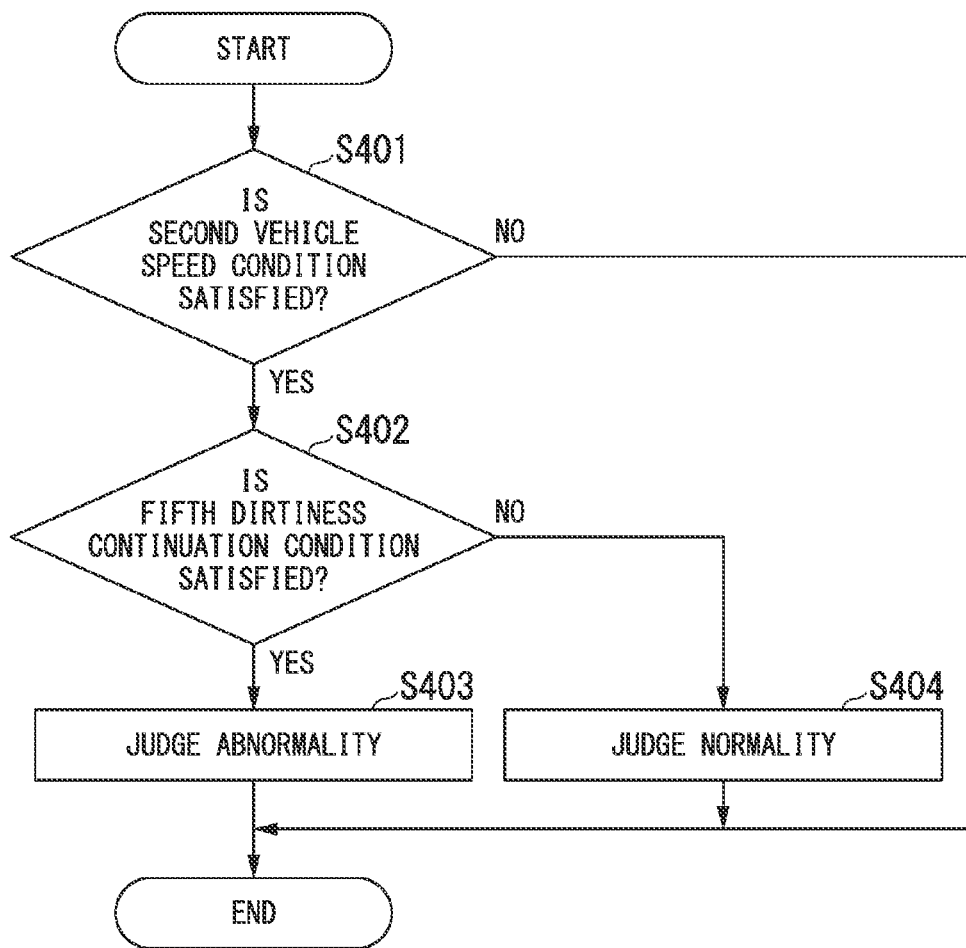 START
S401
IS
SECOND VEHICLE
SPEED CONDITION
SATISFIED?
NO
YES
S402
IS
FIFTH DIRTINESS
CONTINUATION CONDITION
SATISFIED?
NO
YES
S403
JUDGE ABNORMALITY
S404
JUDGE NORMALITY
END